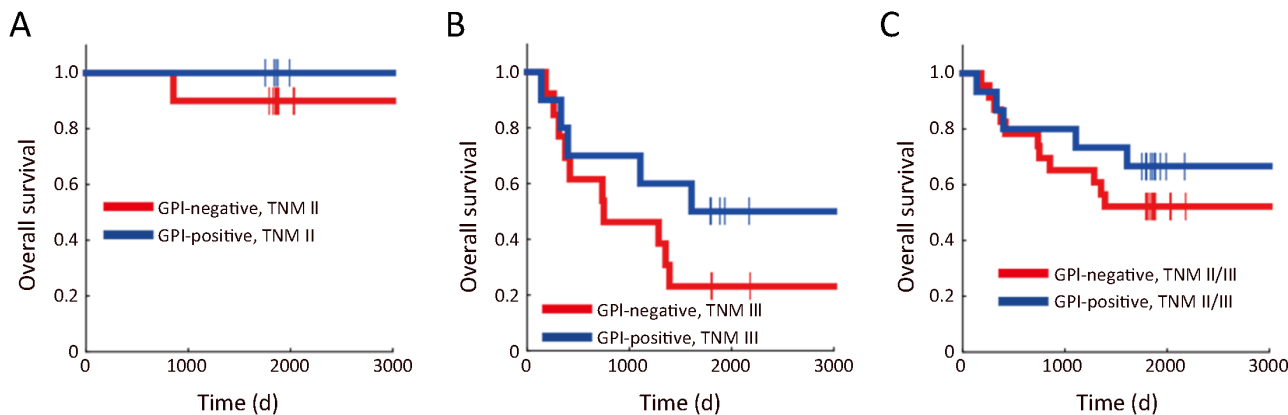 A
Overall survival
1.0
0.8
0.6
0.4
0.2
0
GPI-negative, TNM II
GPI-positive, TNM II
0
1000
2000
3000
Time (d)
B
Overall survival
1.0
0.8
0.6
0.4
0.2
0
GPI-negative, TNM III
GPI-positive, TNM III
0
1000
2000
3000
Time (d)
C
Overall survival
1.0
0.8
0.6
0.4
0.2
0
GPI-negative, TNM II/III
GPI-positive, TNM II/III
0
1000
2000
3000
Time (d)